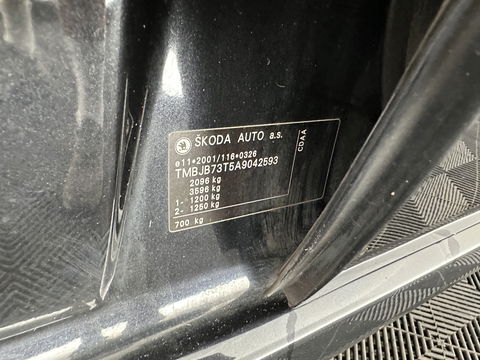 ŠKODA AUTO a.s.
CDAA
e11*2001/116*0326
TMBJB73T5A9042593
2096 kg
3596 kg
1- 1200 kg
2- 1250 kg
700 kg